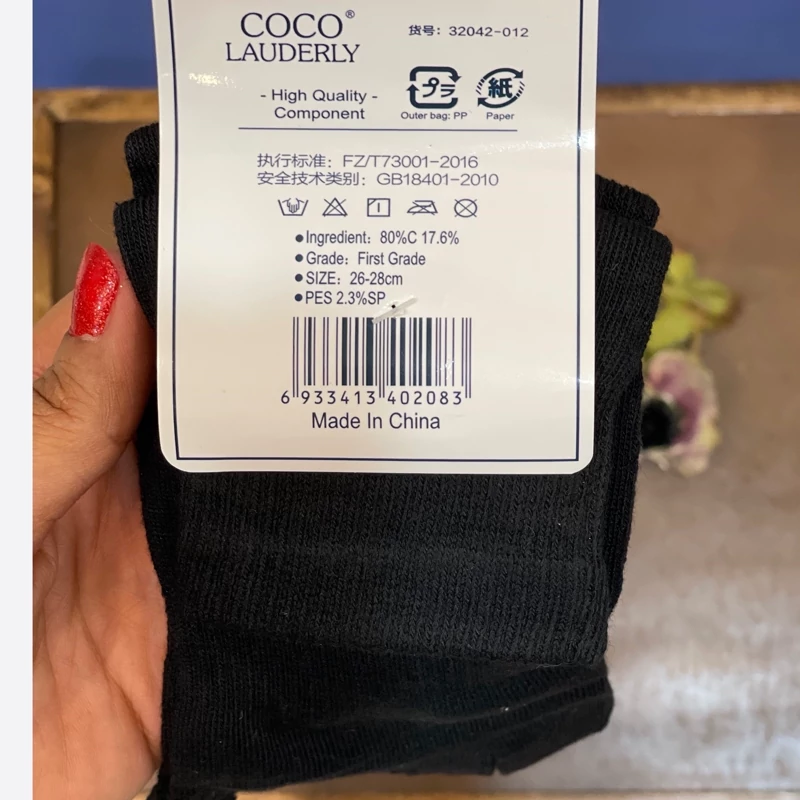 COCO®
LAUDERLY
货号：32042-012
- High Quality -
Component
プラ
紙
Outer bag: PP
Paper
执行标准：FZ/T73001-2016
安全技术类别：GB18401-2010
●Ingredient: 80%C 17.6%
●Grade: First Grade
●SIZE: 26-28cm
●PES 2.3%SP
6 933413 402083
Made In China